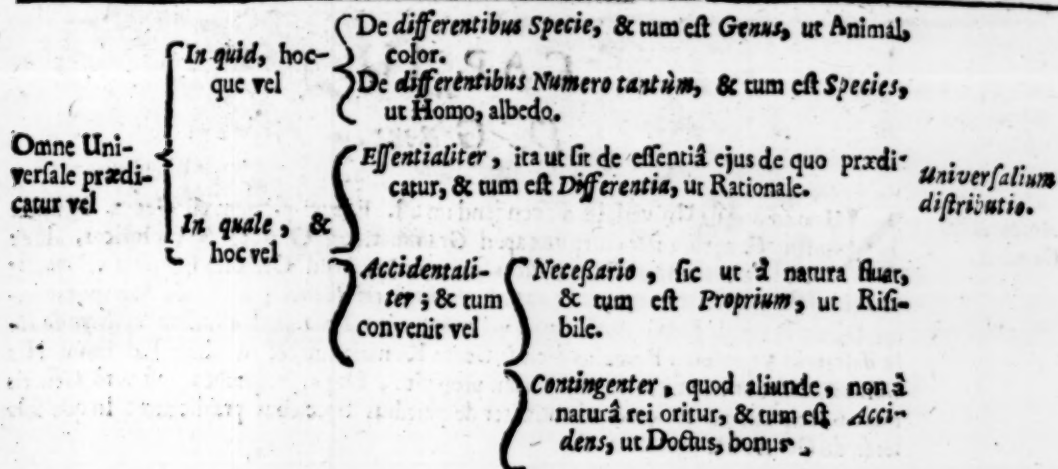 De differentibus Specie, & tum eſt Genus, ut Animal,
color.
In quid, hoc-
que vel
De differèntibus Numero tantùm, & tum eſt Species,
ut Homo, albedo.
Omne Uni-
verſale prædi-
catur vel
Eſſentialiter, ita ut ſit de eſſentiâ ejus de quo prædi-
catur, & tum eſt Differentia, ut Rationale.
Univerſalium
diſtributio.
In quale, &
hoc vel
Accidentali-
ter; & tum
convenit vel
Neceſſario, ſic ut à natura fluat,
& tum eſt Proprium, ut Riſi-
bile.
Contingenter, quod aliunde, non à
naturâ rei oritur, & tum eſt Acci-
dens, ut Doctus, bonus.